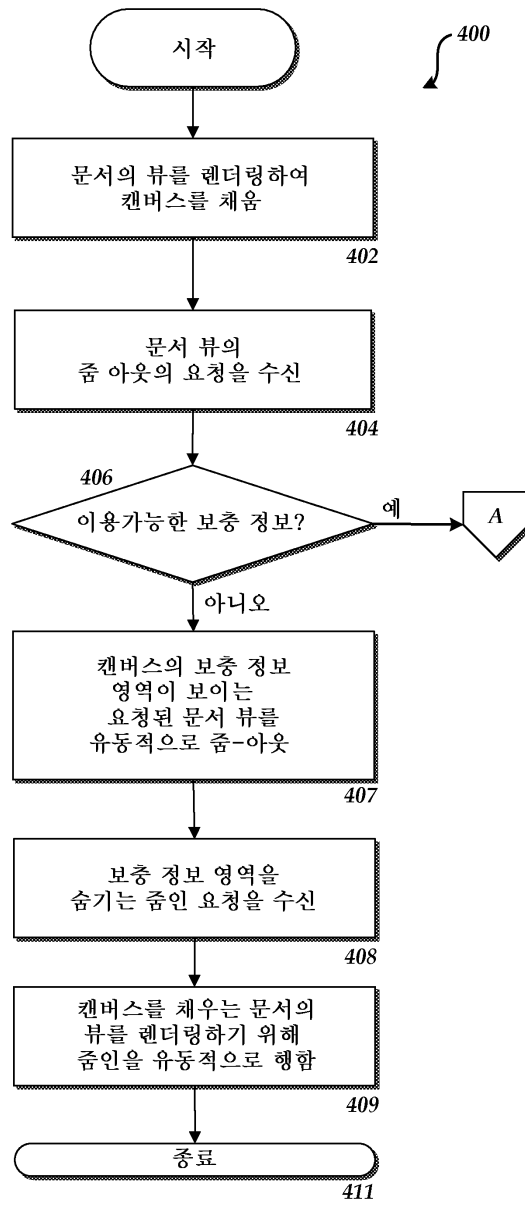 시작
400
문서의 뷰를 렌더링하여
캔버스를 채움
402
문서 뷰의
줌 아웃의 요청을 수신
404
406
이용가능한 보충 정보?
예
A
아니오
캔버스의 보충 정보
영역이 보이는
요청된 문서 뷰를
유동적으로 줌-아웃
407
보충 정보 영역을
숨기는 줌인 요청을 수신
408
캔버스를 채우는 문서의
뷰를 렌더링하기 위해
줌인을 유동적으로 행함
409
종료
411